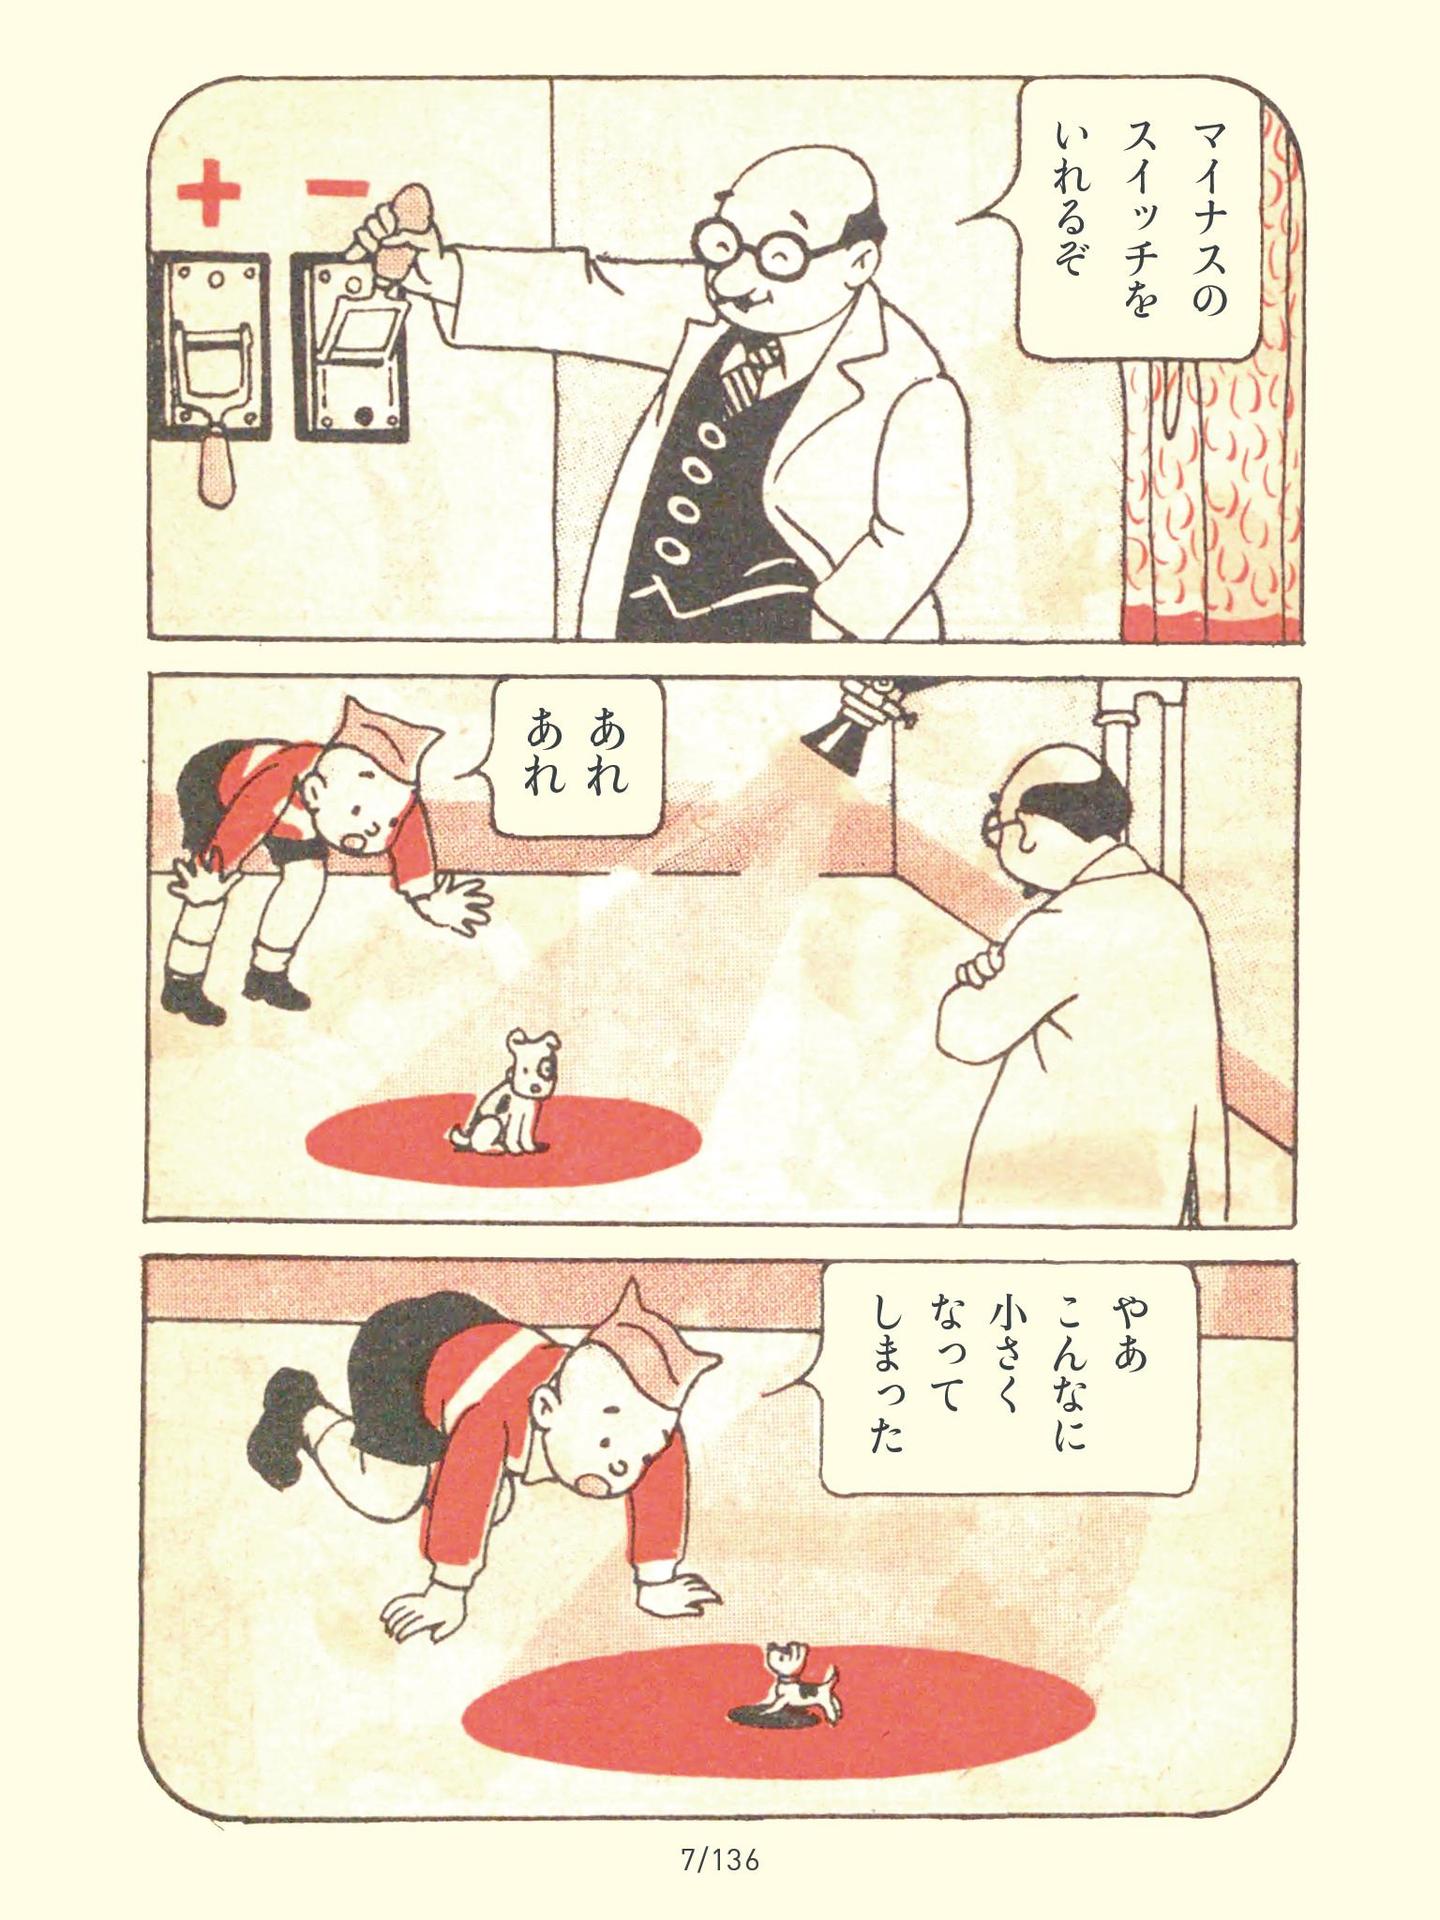 マイナスの
スイッチを
いれるぞ
あれ
あれ
やあ
こんなに
小さく
なって
しまった
+
−
7/136